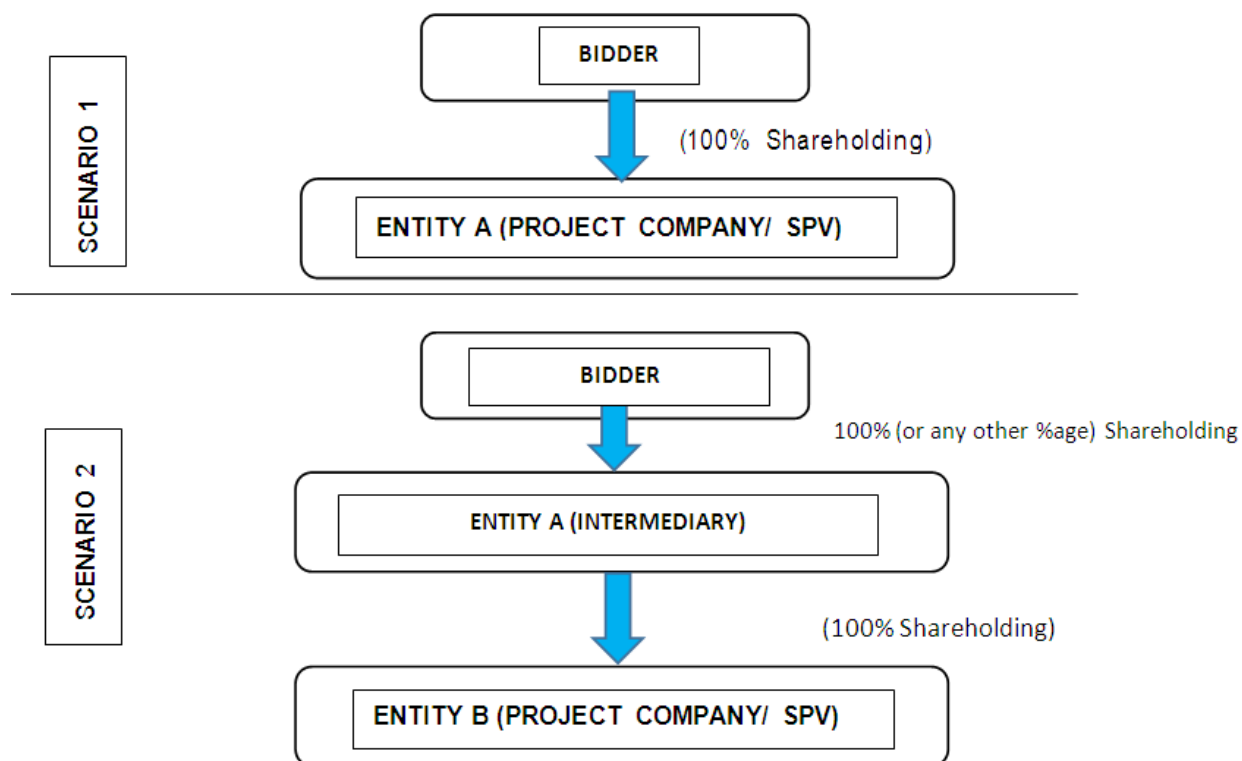 SCENARIO 1
BIDDER
(100% Shareholding)
ENTITY A (PROJECT COMPANY/ SPV)
SCENARIO 2
BIDDER
100% (or any other %age) Shareholding
ENTITY A (INTERMEDIARY)
(100% Shareholding)
ENTITY B (PROJECT COMPANY/ SPV)